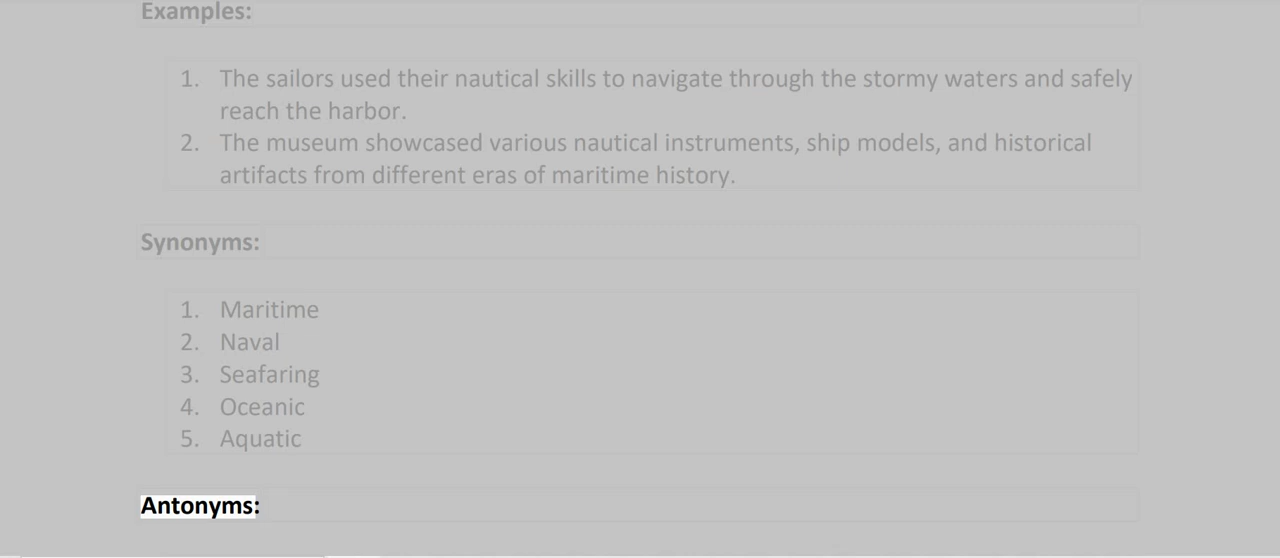 Examples:
1. The sailors used their nautical skills to navigate through the stormy waters and safely
reach the harbor.
2. The museum showcased various nautical instruments, ship models, and historical
artifacts from different eras of maritime history.
Synonyms:
1. Maritime
2. Naval
3. Seafaring
4. Oceanic
5. Aquatic
Antonyms: